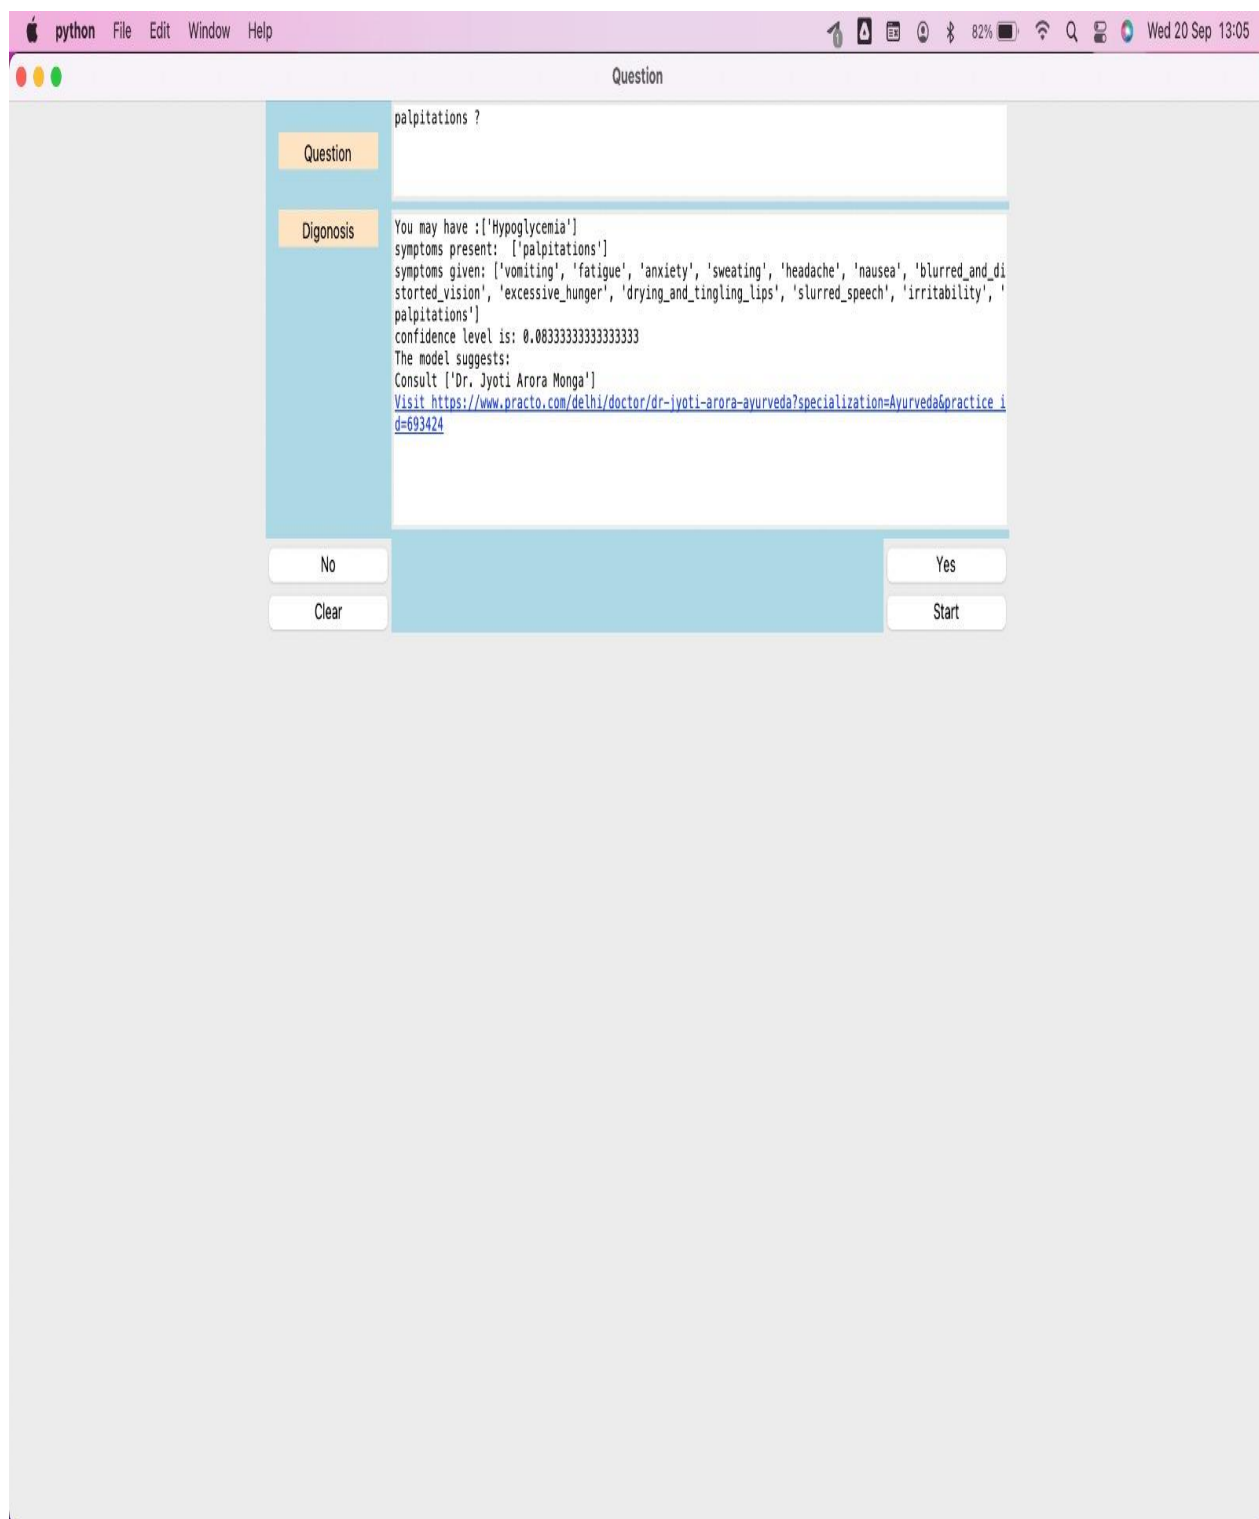 python File Edit Window Help 82% Wed 20 Sep 13:05
Question
Question
palpitations ?
Digonosis
You may have :['Hypoglycemia']
symptoms present:  ['palpitations']
symptoms given: ['vomiting', 'fatigue', 'anxiety', 'sweating', 'headache', 'nausea', 'blurred_and_di
storted_vision', 'excessive_hunger', 'drying_and_tingling_lips', 'slurred_speech', 'irritability', '
palpitations']
confidence level is: 0.08333333333333333
The model suggests:
Consult ['Dr. Jyoti Arora Monga']
Visit https://www.practo.com/delhi/doctor/dr-jyoti-arora-ayurveda?specialization=Ayurveda&practice_i
d=693424
No Yes
Clear Start